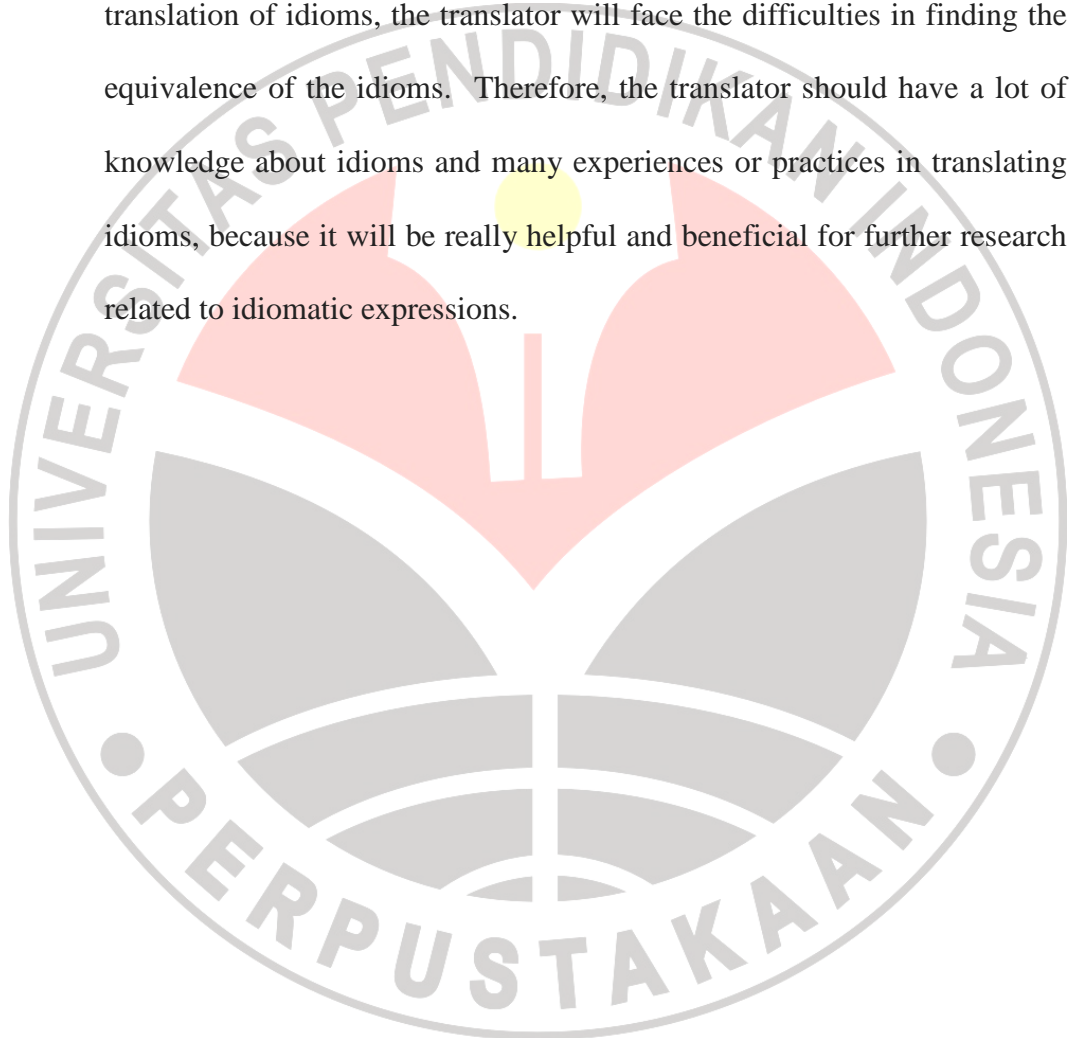 translation of idioms, the translator will face the difficulties in finding the
equivalence of the idioms. Therefore, the translator should have a lot of
knowledge about idioms and many experiences or practices in translating
idioms, because it will be really helpful and beneficial for further research
related to idiomatic expressions.
UNIVERSITAS PENDIDIKAN INDONESIA
PERPUSTAKAAN